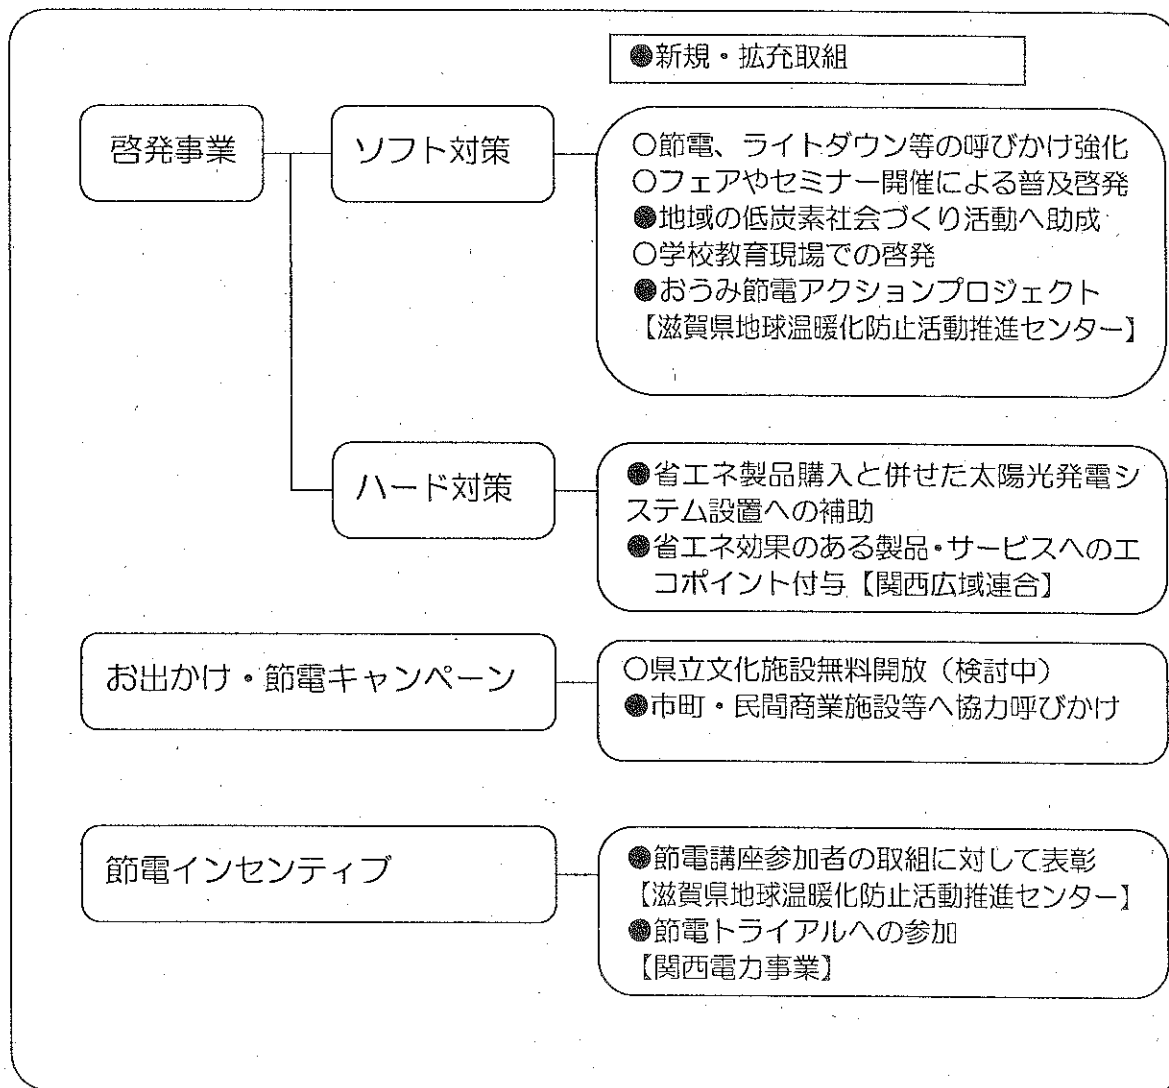 ●新規・拡充取組
啓発事業
ソフト対策
○節電、ライトダウン等の呼びかけ強化
○フェアやセミナー開催による普及啓発
●地域の低炭素社会づくり活動へ助成
○学校教育現場での啓発
●おうみ節電アクションプロジェクト
【滋賀県地球温暖化防止活動推進センター】
ハード対策
●省エネ製品購入と併せた太陽光発電シ
ステム設置への補助
●省エネ効果のある製品・サービスへのエ
コポイント付与【関西広域連合】
お出かけ・節電キャンペーン
○県立文化施設無料開放（検討中）
●市町・民間商業施設等へ協力呼びかけ
節電インセンティブ
●節電講座参加者の取組に対して表彰
【滋賀県地球温暖化防止活動推進センター】
●節電トライアルへの参加
【関西電力事業】